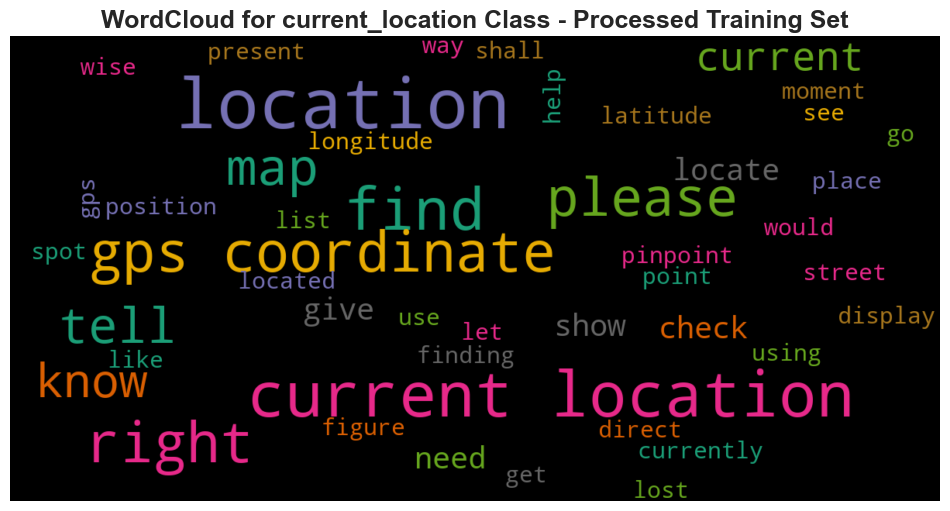 WordCloud for current_location Class - Processed Training Set
way
present
shall
current
wise
help
location
moment
latitude
see
longitude
go
map
locate
place
gps
find
please
position
list
would
spot
gps coordinate
pinpoint
point
street
located
give
use
display
tell
let
show
check
like
finding
using
know
current location
right
figure
direct
need
currently
get
lost